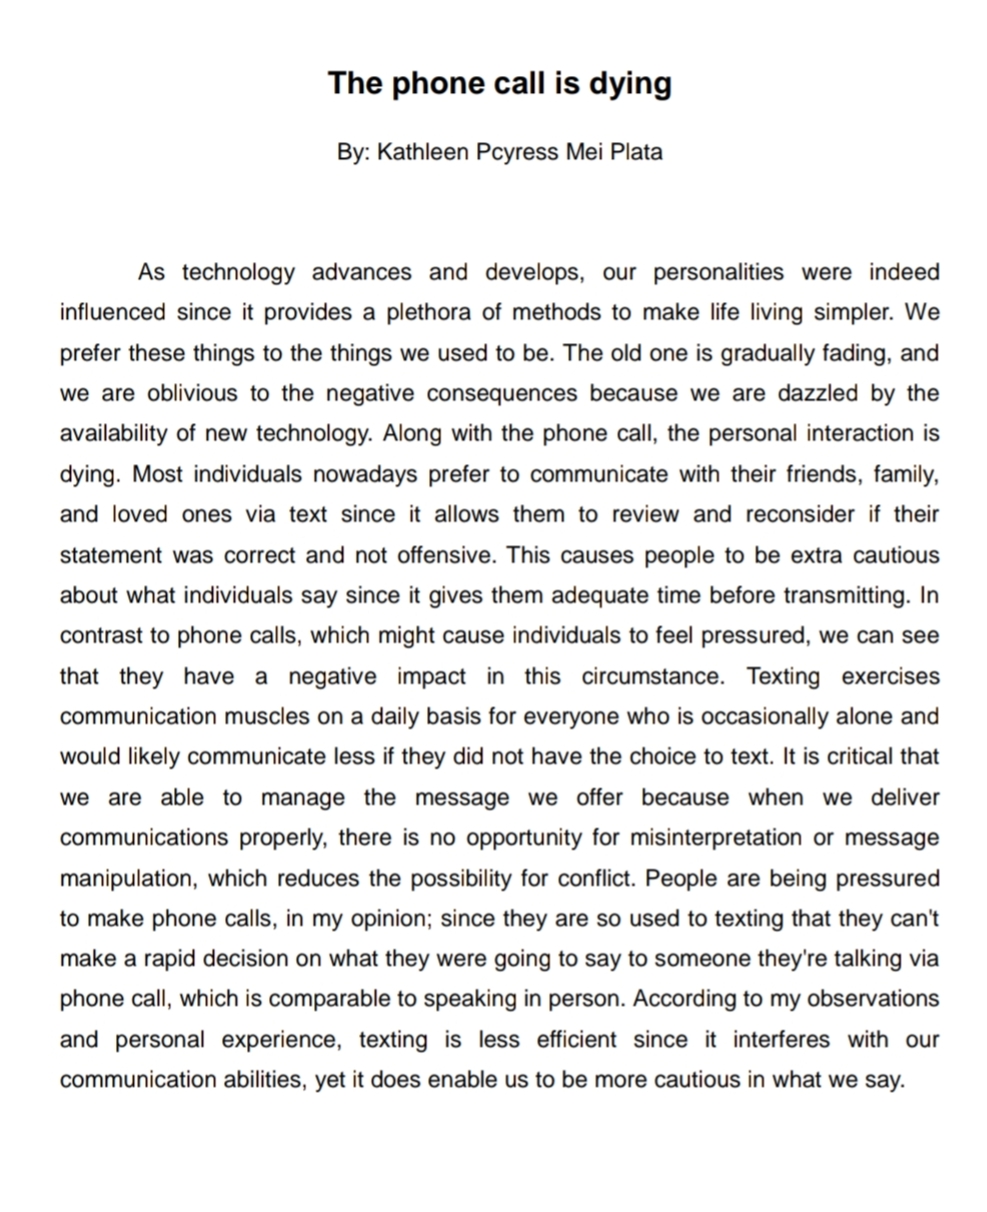 The phone call is dying
By: Kathleen Pcyress Mei Plata
As technology advances and develops, our personalities were indeed
influenced since it provides a plethora of methods to make life living simpler. We
prefer these things to the things we used to be. The old one is gradually fading, and
we are oblivious to the negative consequences because we are dazzled by the
availability of new technology. Along with the phone call, the personal interaction is
dying. Most individuals nowadays prefer to communicate with their friends, family,
and loved ones via text since it allows them to review and reconsider if their
statement was correct and not offensive. This causes people to be extra cautious
about what individuals say since it gives them adequate time before transmitting. In
contrast to phone calls, which might cause individuals to feel pressured, we can see
that they have a negative impact in this circumstance. Texting exercises
communication muscles on a daily basis for everyone who is occasionally alone and
would likely communicate less if they did not have the choice to text. It is critical that
we are able to manage the message we offer because when we deliver
communications properly, there is no opportunity for misinterpretation or message
manipulation, which reduces the possibility for conflict. People are being pressured
to make phone calls, in my opinion; since they are so used to texting that they can't
make a rapid decision on what they were going to say to someone they're talking via
phone call, which is comparable to speaking in person. According to my observations
and personal experience, texting is less efficient since it interferes with our
communication abilities, yet it does enable us to be more cautious in what we say.